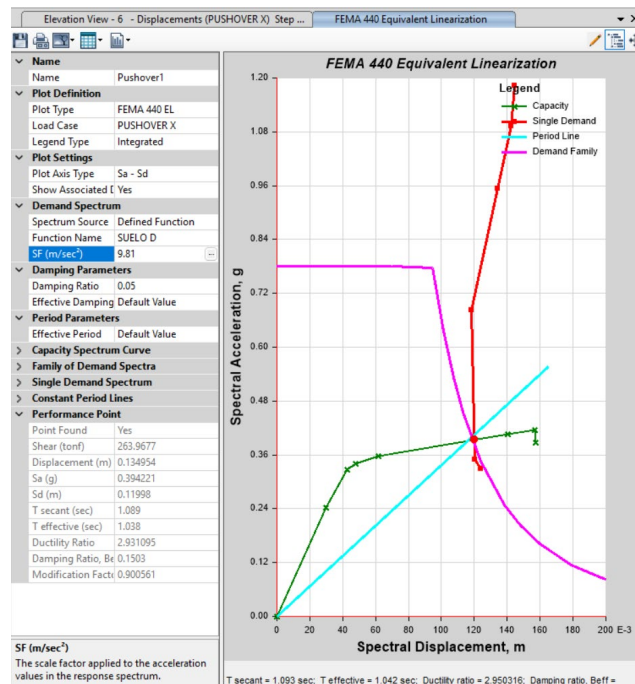 Elevation View - 6 - Displacements (PUSHOVER X) Step ...
FEMA 440 Equivalent Linearization
Name
Name Pushover1
Plot Definition
Plot Type FEMA 440 EL
Load Case PUSHOVER X
Legend Type Integrated
Plot Settings
Plot Axis Type Sa - Sd
Show Associated D Yes
Demand Spectrum
Spectrum Source Defined Function
Function Name SUELO D
SF (m/sec²) 9.81 ...
Damping Parameters
Damping Ratio 0.05
Effective Damping Default Value
Period Parameters
Effective Period Default Value
Capacity Spectrum Curve
Family of Demand Spectra
Single Demand Spectrum
Constant Period Lines
Performance Point
Point Found Yes
Shear (tonf) 263.9677
Displacement (m) 0.134954
Sa (g) 0.394221
Sd (m) 0.11998
T secant (sec) 1.089
T effective (sec) 1.038
Ductility Ratio 2.931095
Damping Ratio, Be 0.1503
Modification Facto 0.900561
SF (m/sec²)
The scale factor applied to the acceleration
values in the response spectrum.
FEMA 440 Equivalent Linearization
Legend
Capacity
Single Demand
Period Line
Demand Family
Spectral Acceleration, g
1.20
1.08
0.96
0.84
0.72
0.60
0.48
0.36
0.24
0.12
0.00
0 20 40 60 80 100 120 140 160 180 200 E-3
Spectral Displacement, m
T secant = 1.093 sec; T effective = 1.042 sec; Ductility ratio = 2.950316; Damping ratio, Beff =